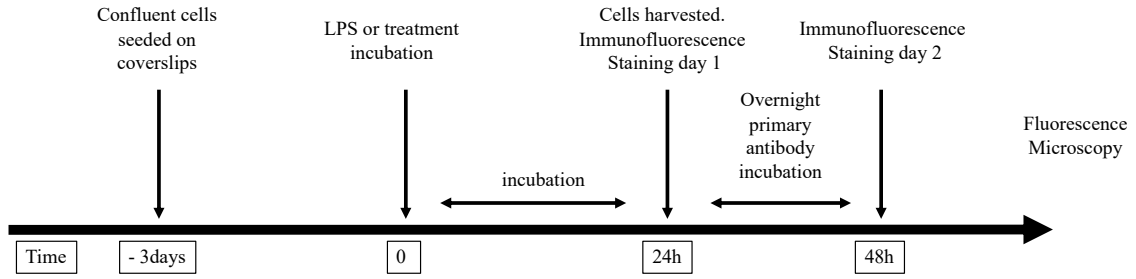 Confluent cells
seeded on
coverslips
LPS or treatment
incubation
Cells harvested.
Immunofluorescence
Staining day 1
Immunofluorescence
Staining day 2
Overnight
primary
antibody
incubation
Fluorescence
Microscopy
incubation
Time
- 3days
0
24h
48h